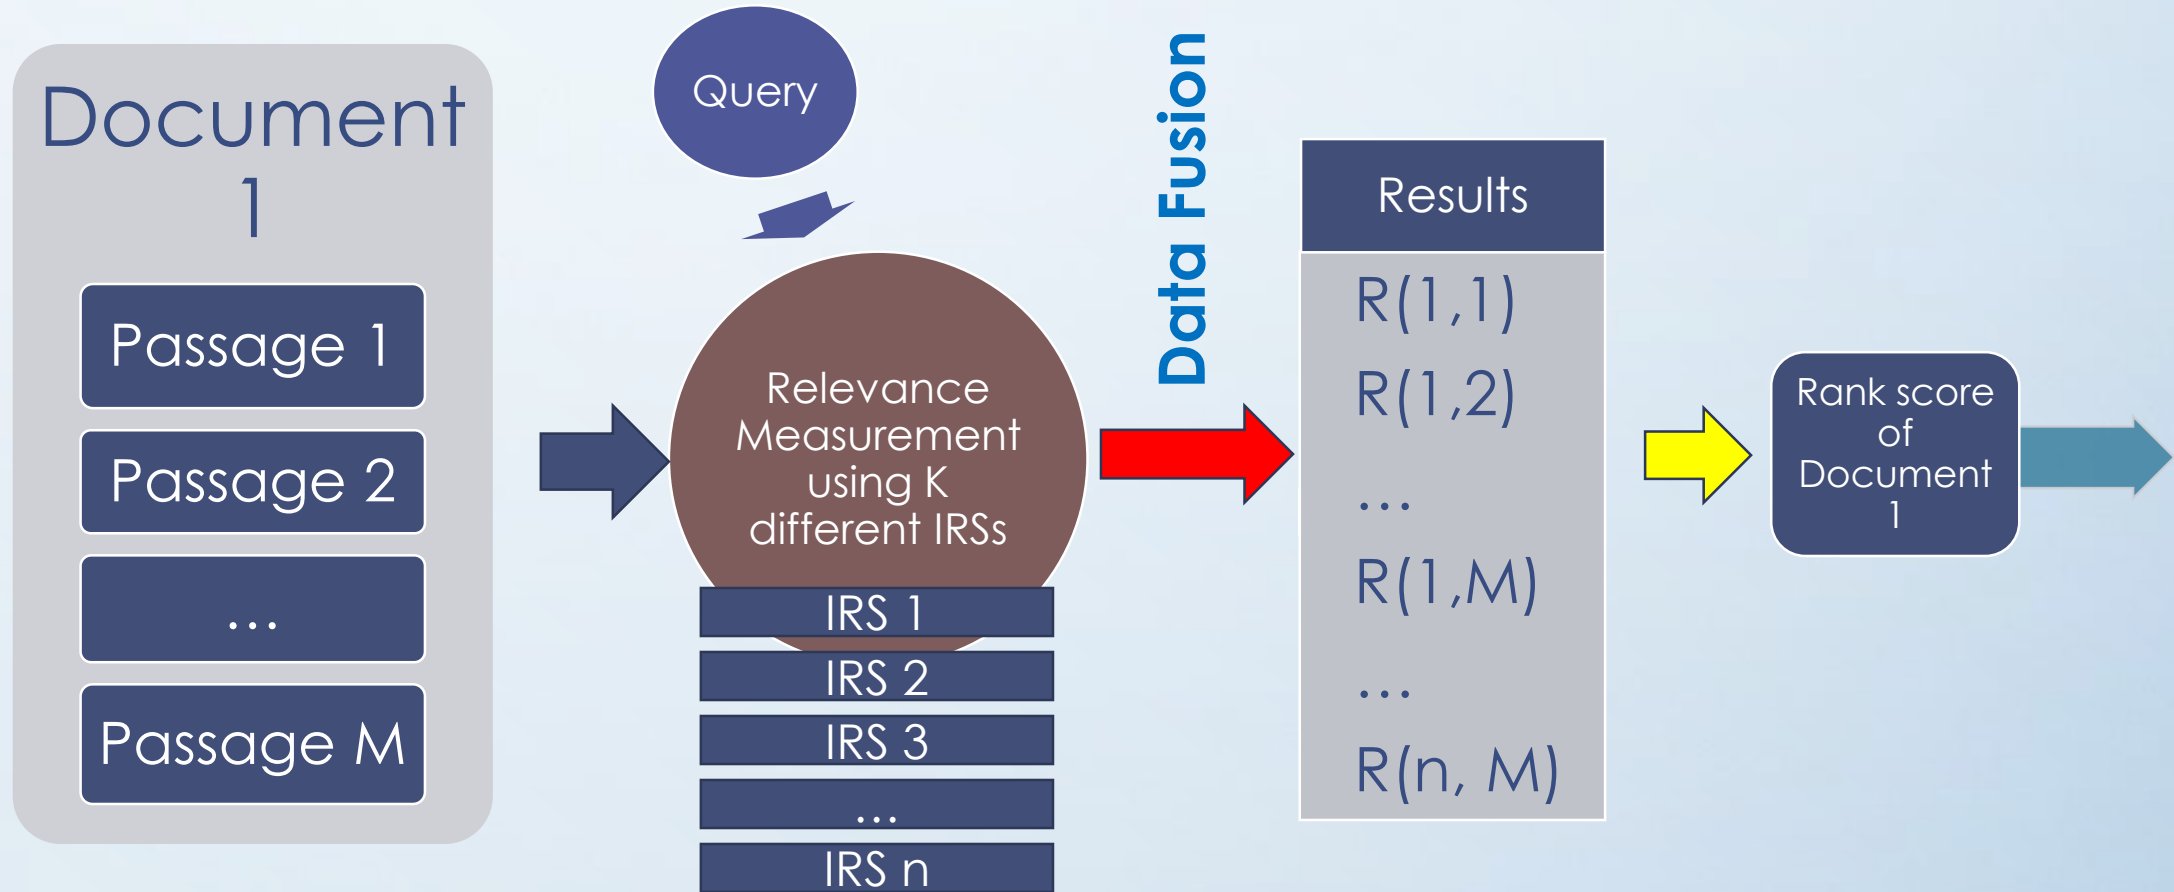 Document
1
Passage 1
Passage 2
...
Passage M
Query
Relevance
Measurement
using K
different IRSs
IRS 1
IRS 2
IRS 3
...
IRS n
Data Fusion
Results
R(1,1)
R(1,2)
...
R(1,M)
...
R(n, M)
Rank score
of
Document
1